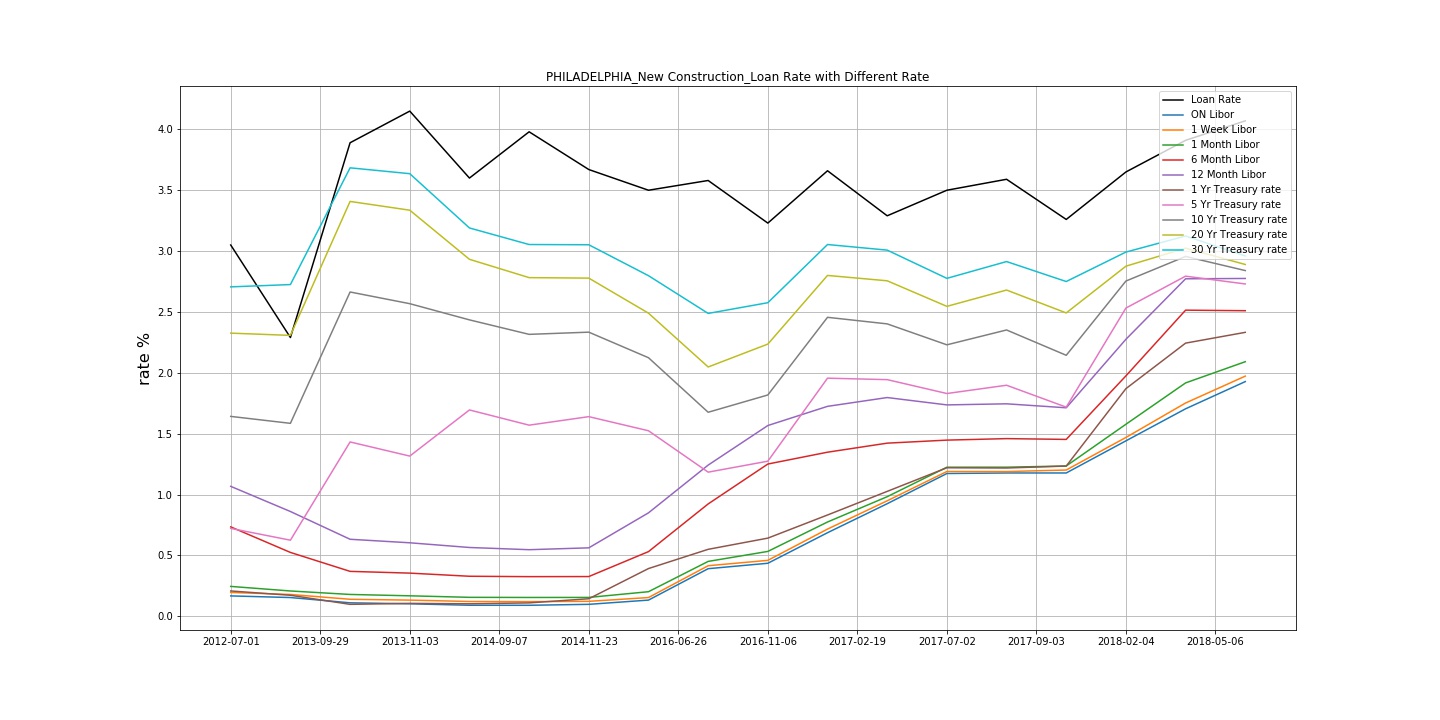 PHILADELPHIA_New Construction_Loan Rate with Different Rate
Loan Rate
ON Libor
1 Week Libor
1 Month Libor
6 Month Libor
12 Month Libor
1 Yr Treasury rate
5 Yr Treasury rate
10 Yr Treasury rate
20 Yr Treasury rate
30 Yr Treasury rate
rate %
4.0
3.5
3.0
2.5
2.0
1.5
1.0
0.5
0.0
2012-07-01 2013-09-29 2013-11-03 2014-09-07 2014-11-23 2016-06-26 2016-11-06 2017-02-19 2017-07-02 2017-09-03 2018-02-04 2018-05-06